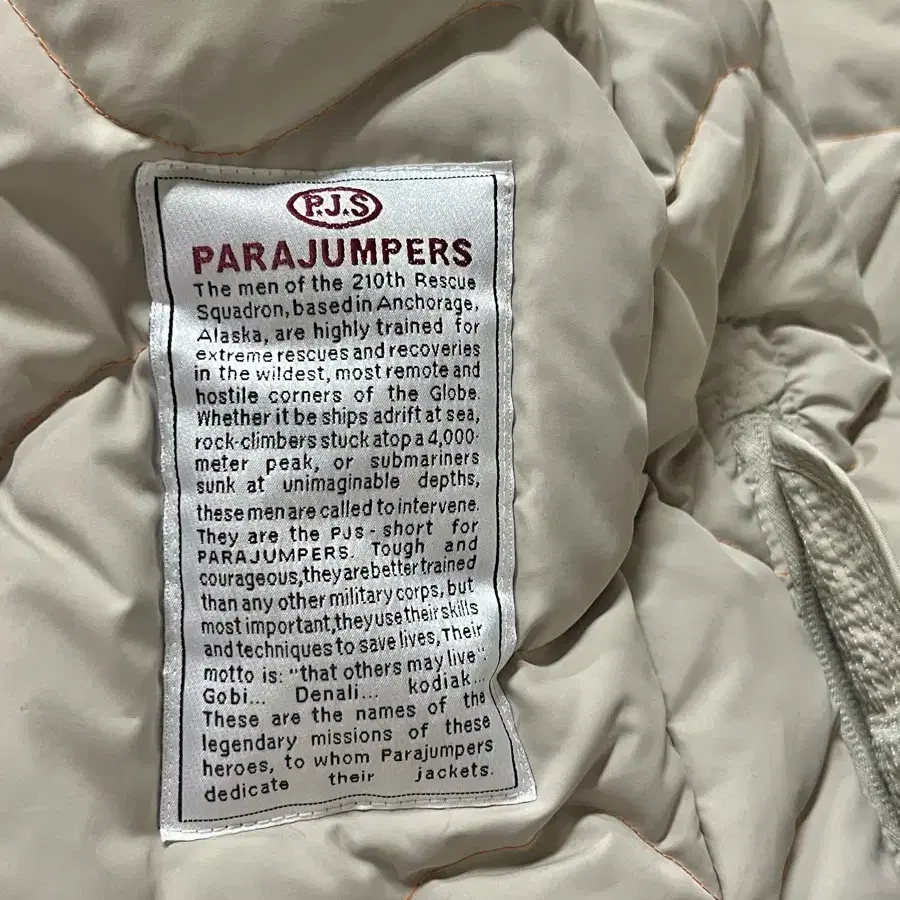 P.J.S
PARAJUMPERS
The men of the 210th Rescue
Squadron, based in Anchorage,
Alaska, are highly trained for
extreme rescues and recoveries
in the wildest, most remote and
hostile corners of the Globe.
Whether it be ships adrift at sea,
rock-climbers stuck atop a 4,000-
meter peak, or submariners
sunk at unimaginable depths,
these men are called to intervene.
They are the PJS - short for
PARAJUMPERS. Tough and
courageous, they are better trained
than any other military corps, but
most important, they use their skills
and techniques to save lives, Their
motto is: "that others may live".
Gobi... Denali... kodiak...
These are the names of the
legendary missions of these
heroes, to whom Parajumpers
dedicate their jackets.